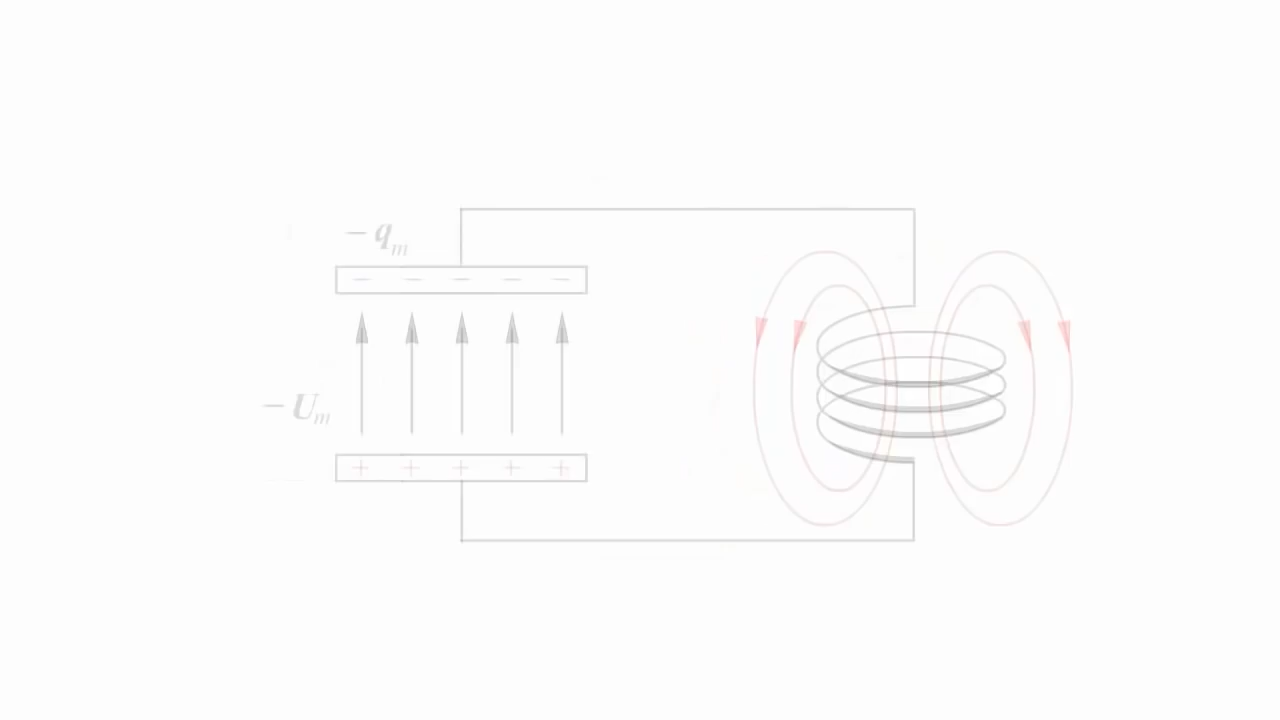 – q_m
– – – – –
– U_m
+ + + + +